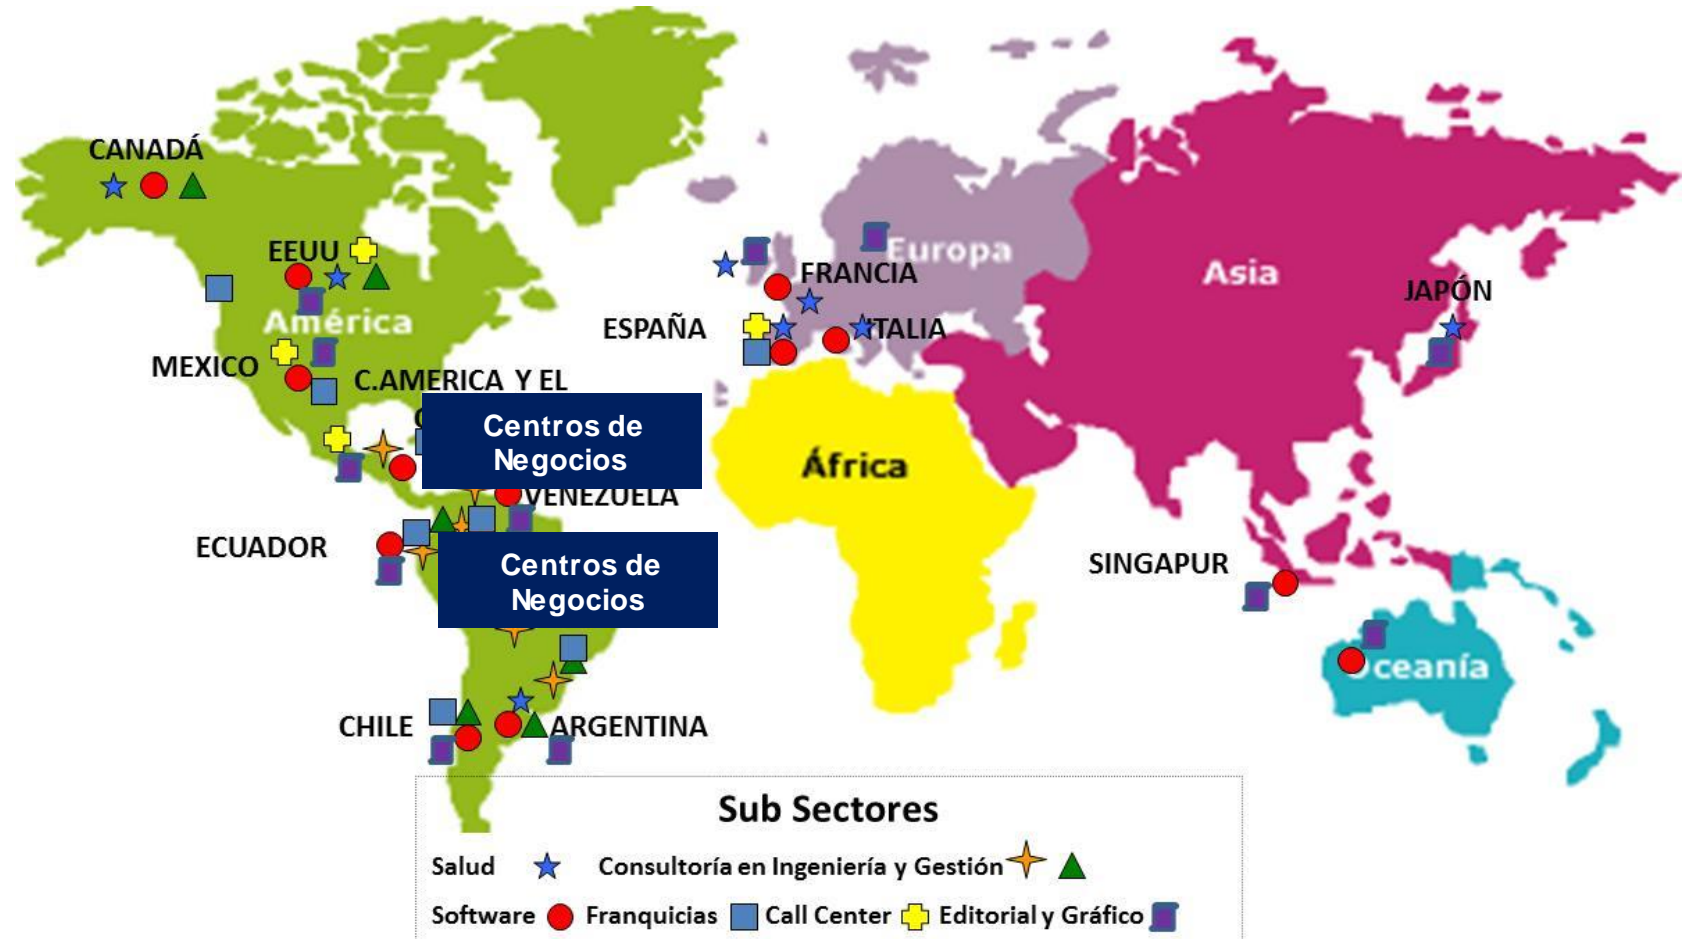 CANADÁ
EEUU
América
MEXICO
C.AMERICA Y EL
Centros de
Negocios
VENEZUELA
ECUADOR
Centros de
Negocios
CHILE
ARGENTINA
Europa
FRANCIA
ESPAÑA
ITALIA
África
Asia
JAPÓN
SINGAPUR
Oceanía
Sub Sectores
Salud Consultoría en Ingeniería y Gestión
Software Franquicias Call Center Editorial y Gráfico